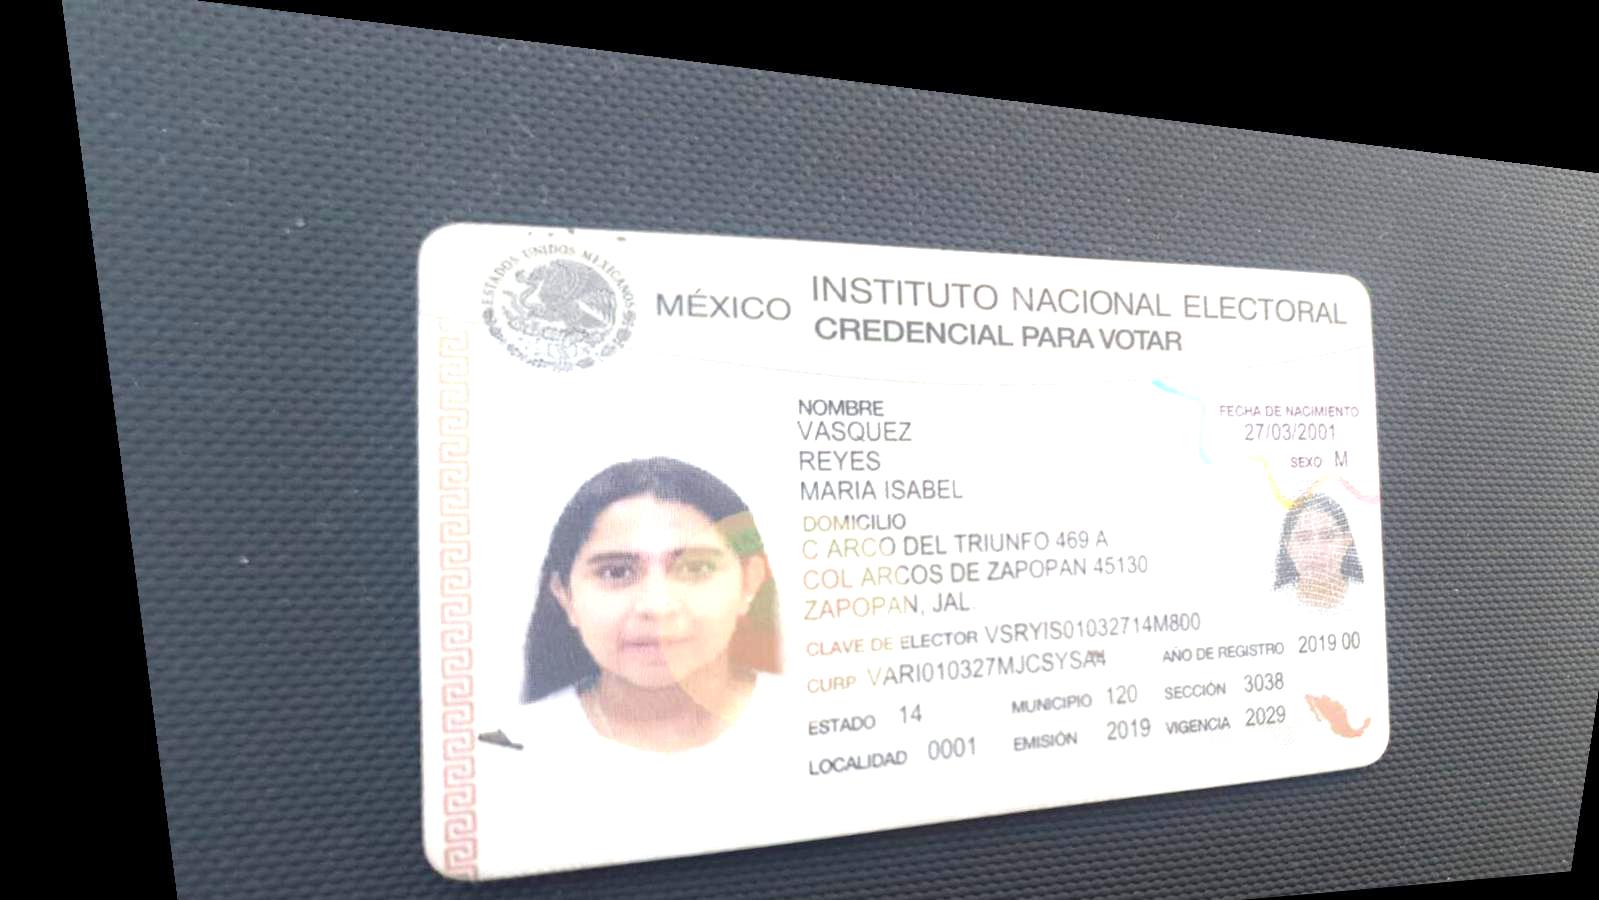 ESTADOS UNIDOS MEXICANOS
MÉXICO
INSTITUTO NACIONAL ELECTORAL
CREDENCIAL PARA VOTAR
NOMBRE
VASQUEZ
REYES
MARIA ISABEL
FECHA DE NACIMIENTO
27/03/2001
SEXO M
DOMICILIO
C ARCO DEL TRIUNFO 469 A
COL ARCOS DE ZAPOPAN 45130
ZAPOPAN, JAL.
CLAVE DE ELECTOR VSRYIS01032714M800
CURP VARI010327MJCSYSA4 AÑO DE REGISTRO 2019 00
ESTADO 14 MUNICIPIO 120 SECCIÓN 3038
LOCALIDAD 0001 EMISIÓN 2019 VIGENCIA 2029